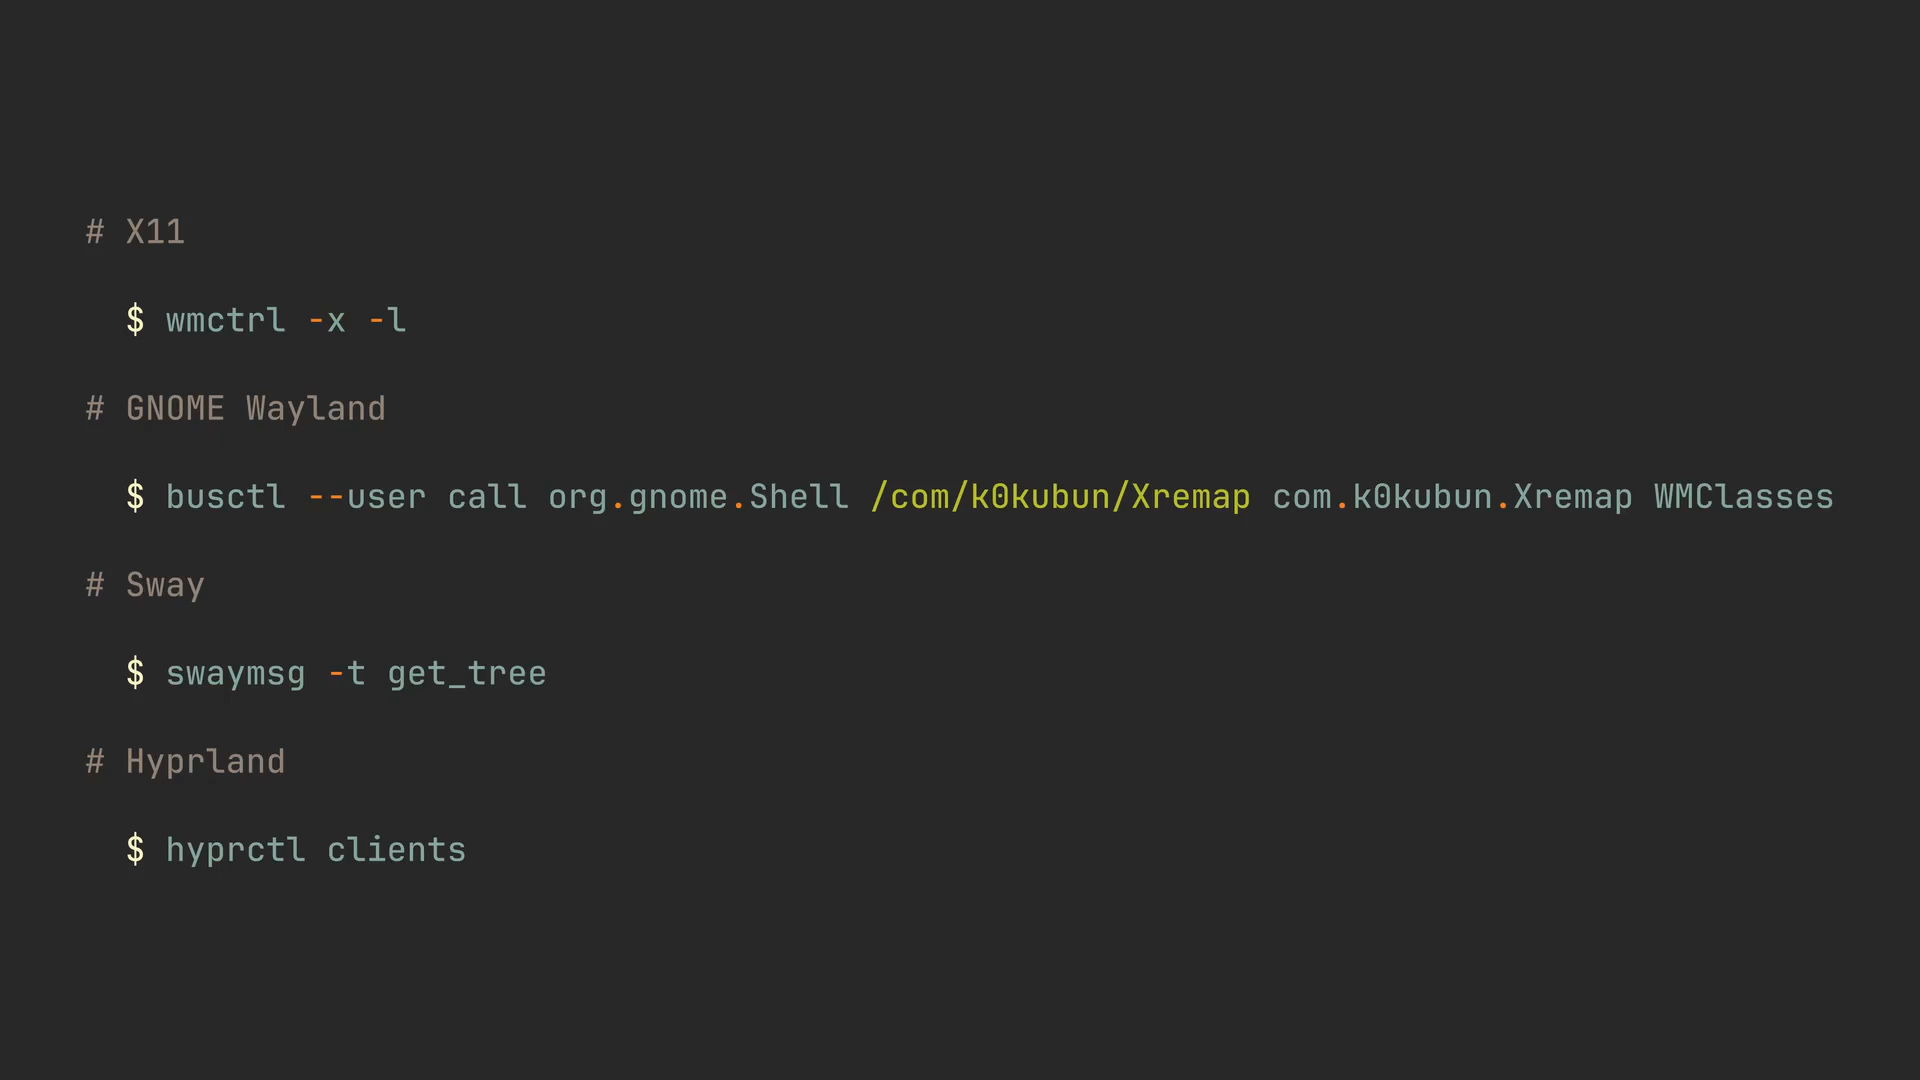 # X11
$ wmctrl -x -l
# GNOME Wayland
$ busctl --user call org.gnome.Shell /com/k0kubun/Xremap com.k0kubun.Xremap WMClasses
# Sway
$ swaymsg -t get_tree
# Hyprland
$ hyprctl clients